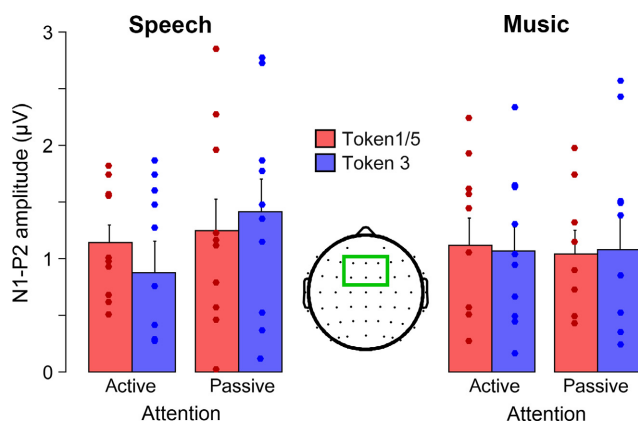 Speech
Music
3
2
1
0
N1-P2 amplitude (μV)
Token1/5
Token 3
Active
Passive
Attention
Active
Passive
Attention